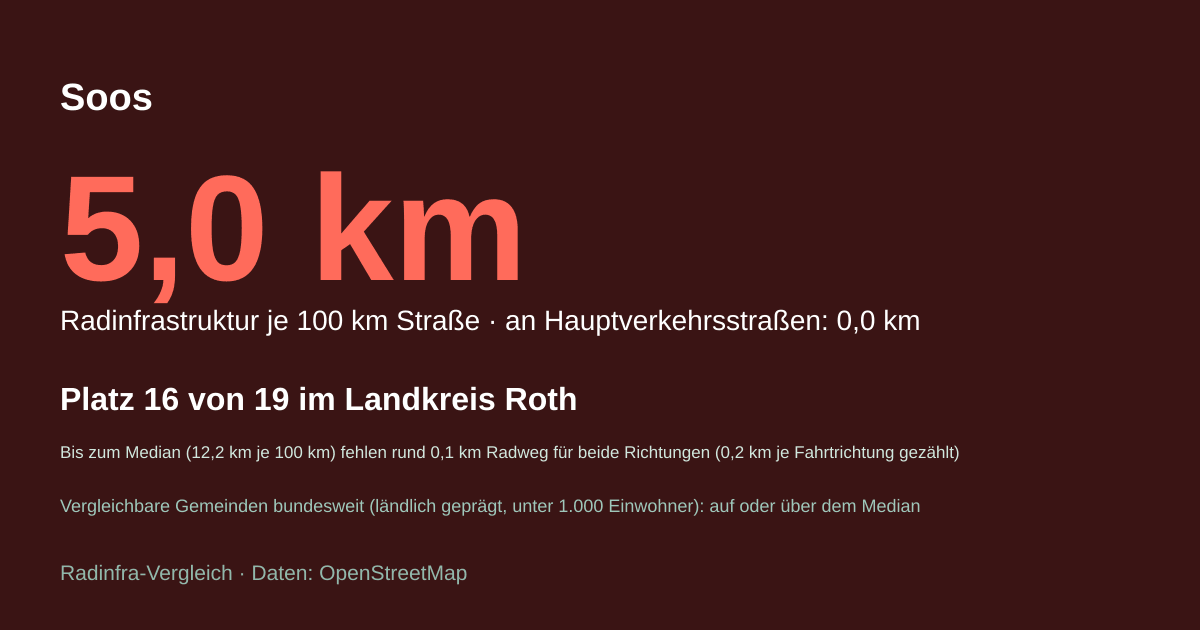 Soos
5,0 km
Radinfrastruktur je 100 km Straße · an Hauptverkehrsstraßen: 0,0 km
Platz 16 von 19 im Landkreis Roth
Bis zum Median (12,2 km je 100 km) fehlen rund 0,1 km Radweg für beide Richtungen (0,2 km je Fahrtrichtung gezählt)
Vergleichbare Gemeinden bundesweit (ländlich geprägt, unter 1.000 Einwohner): auf oder über dem Median
Radinfra-Vergleich · Daten: OpenStreetMap